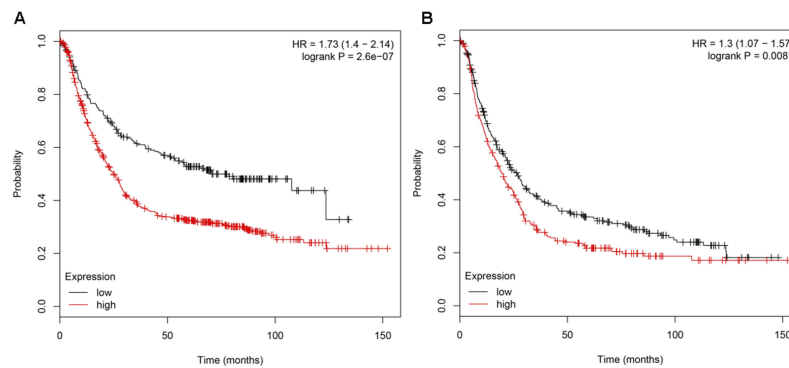 A
HR = 1.73 (1.4 − 2.14)
logrank P = 2.6e−07
Probability
1.0
0.8
0.6
0.4
0.2
0.0
Expression
low
high
0
50
100
150
Time (months)
B
HR = 1.3 (1.07 − 1.57
logrank P = 0.008
Probability
1.0
0.8
0.6
0.4
0.2
0.0
Expression
low
high
0
50
100
150
Time (months)